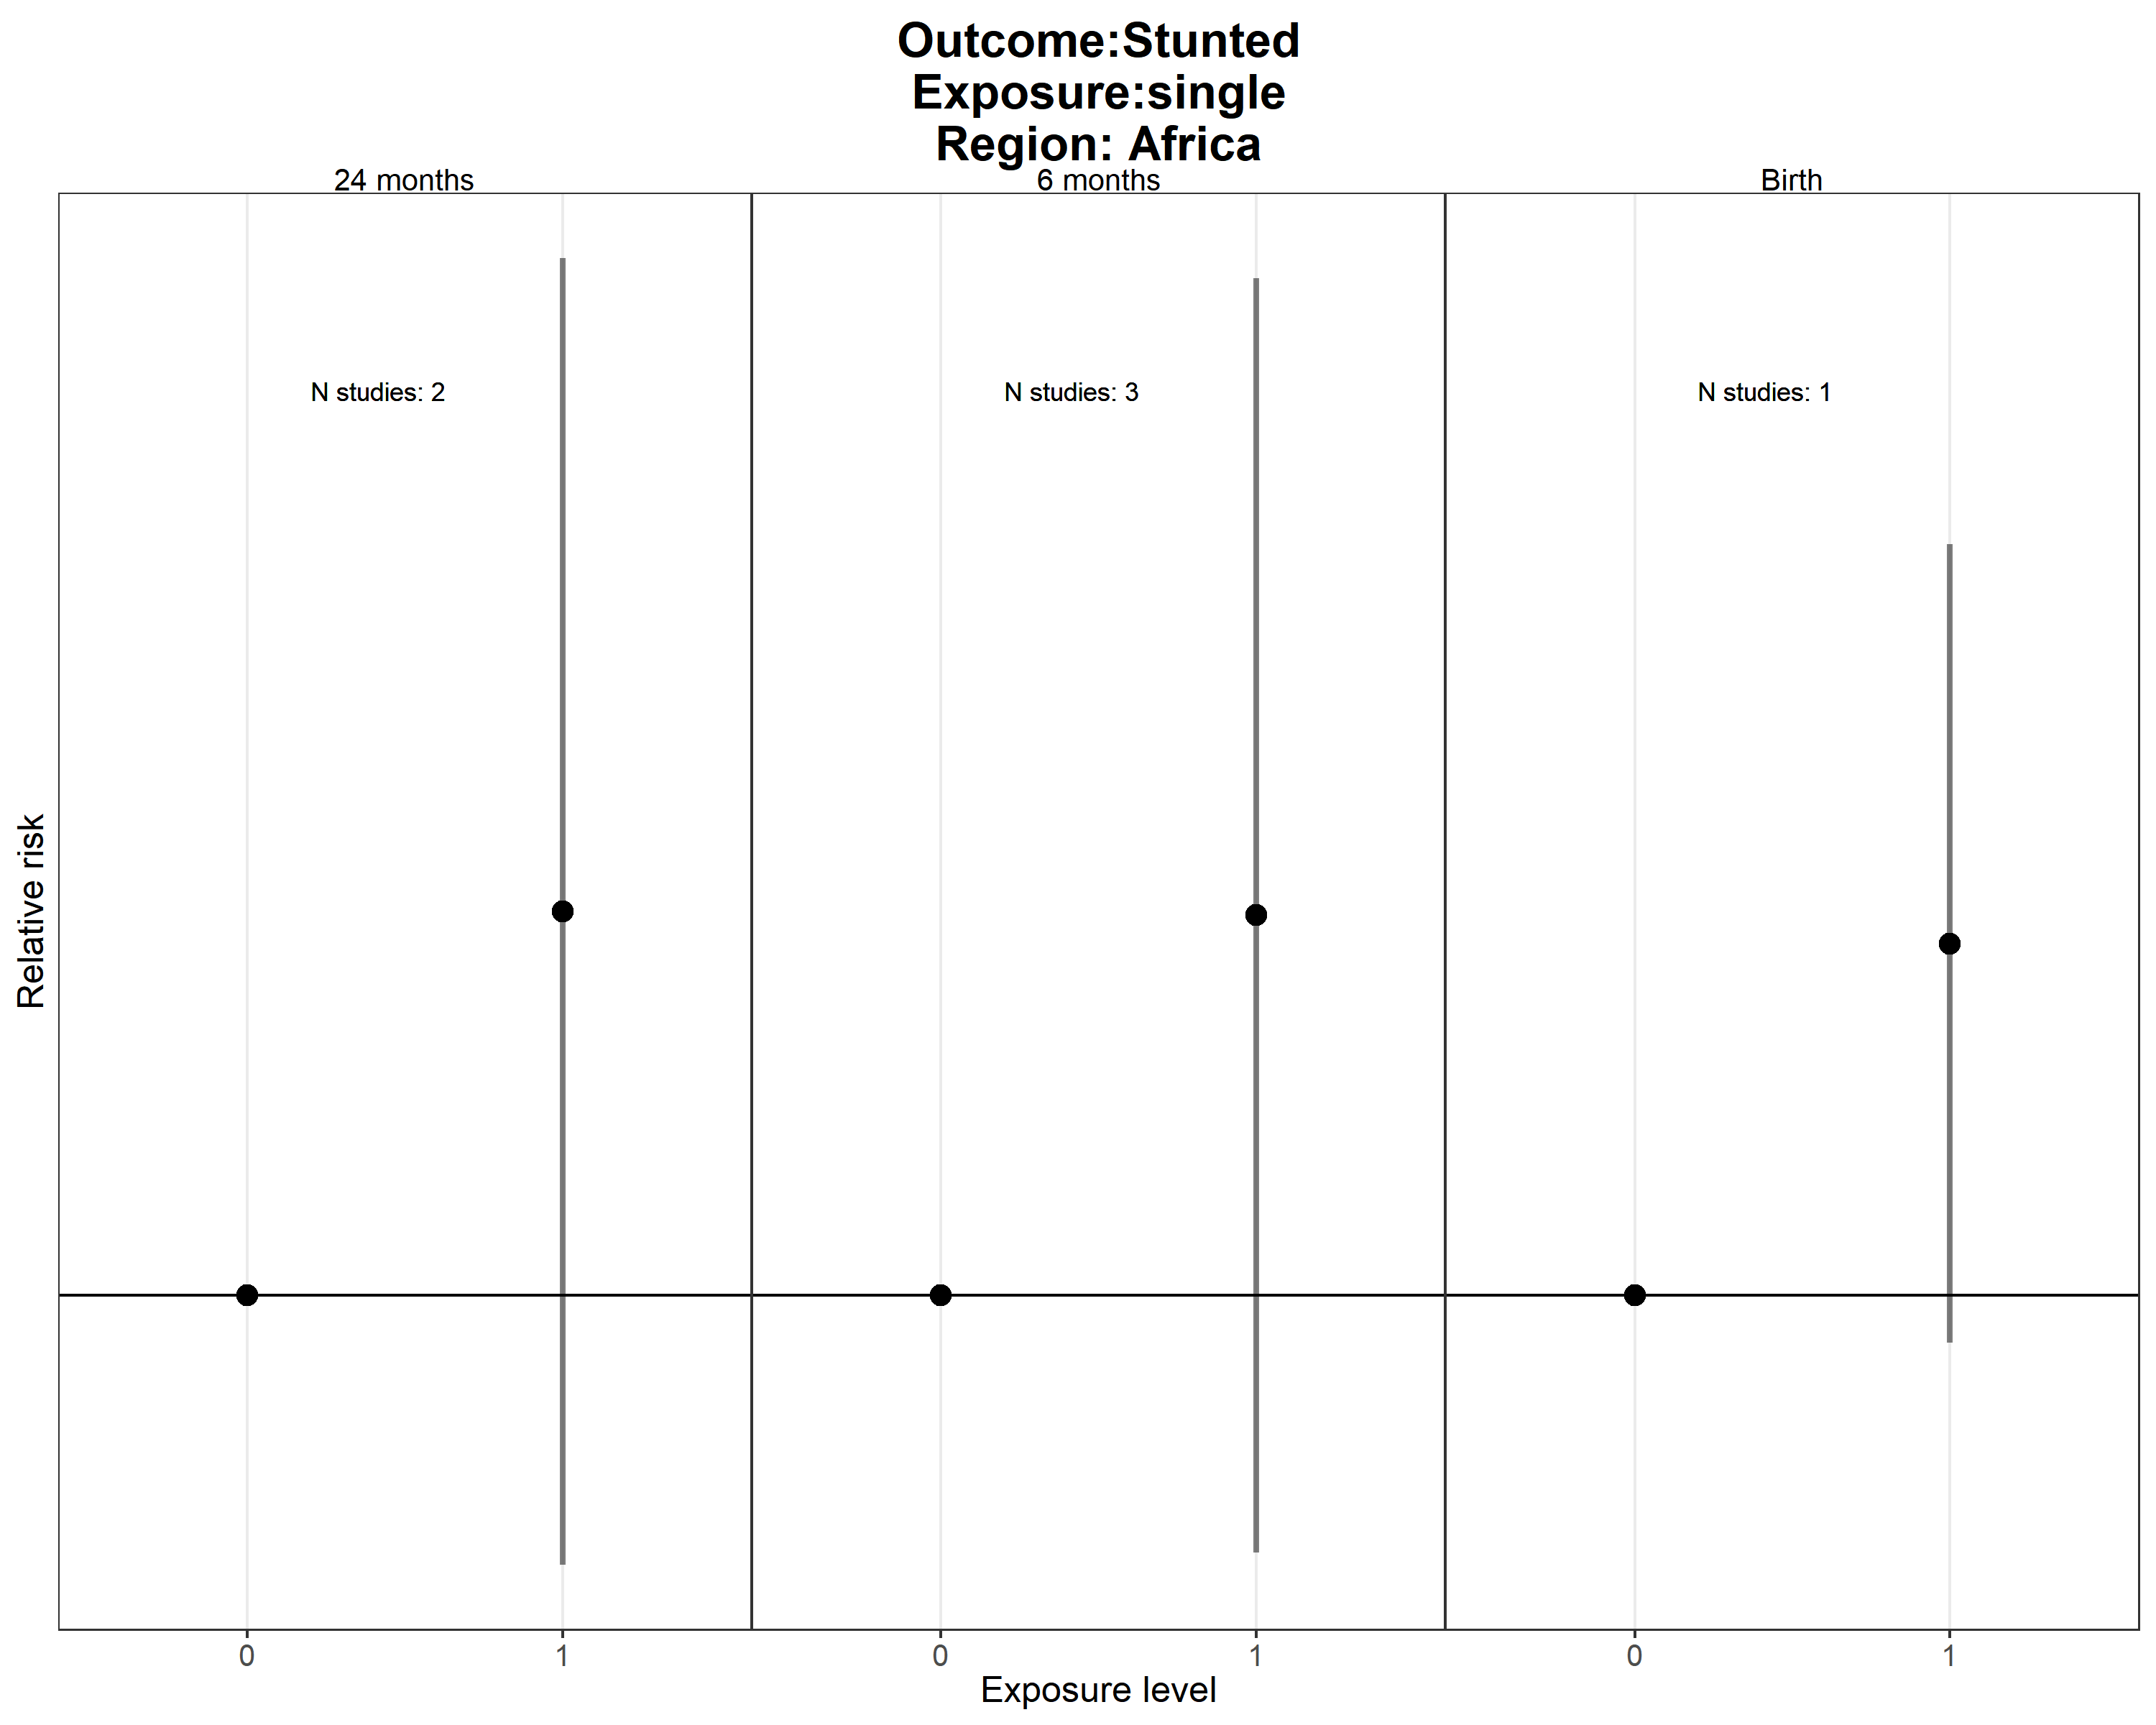 Outcome:Stunted
Exposure:single
Region: Africa
24 months
6 months
Birth
N studies: 2
N studies: 3
N studies: 1
Relative risk
0
1
0
1
0
1
Exposure level